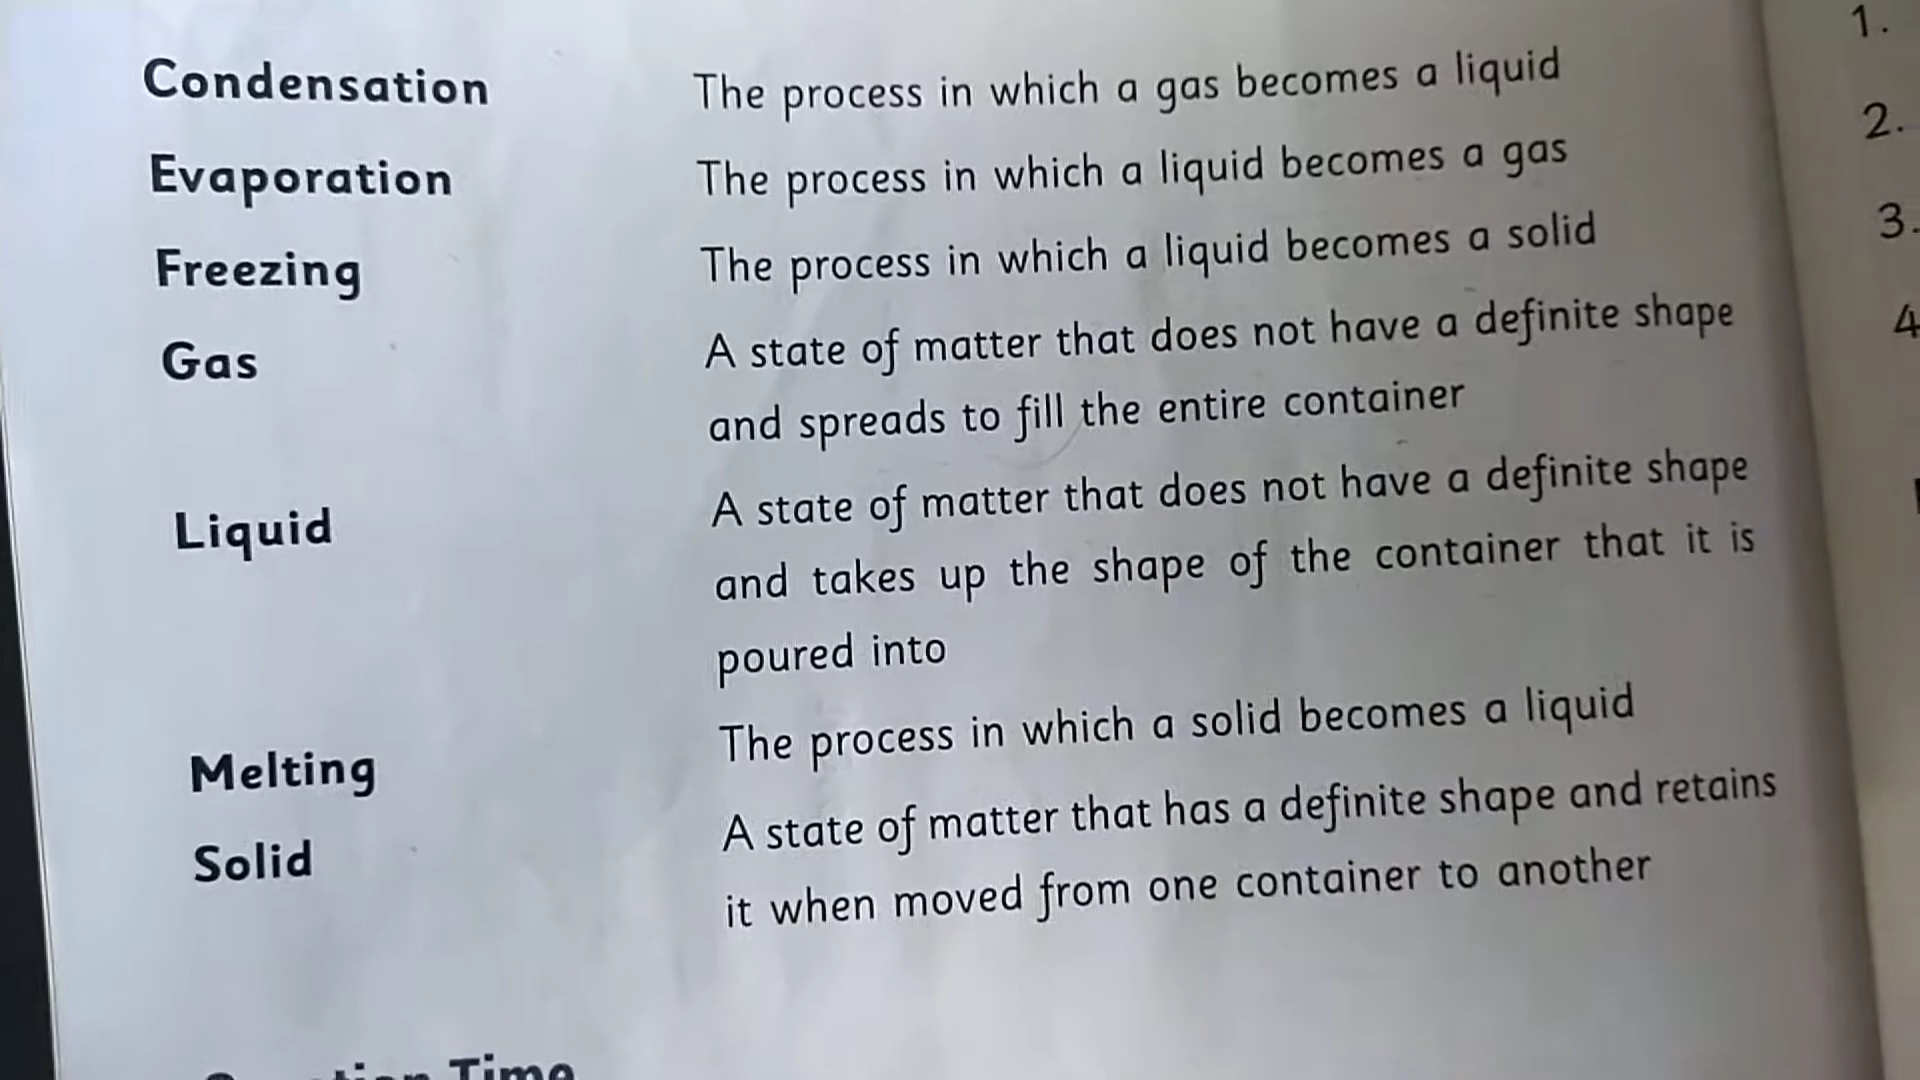 Condensation The process in which a gas becomes a liquid
Evaporation The process in which a liquid becomes a gas
Freezing The process in which a liquid becomes a solid
Gas A state of matter that does not have a definite shape
and spreads to fill the entire container
Liquid A state of matter that does not have a definite shape
and takes up the shape of the container that it is
poured into
Melting The process in which a solid becomes a liquid
Solid A state of matter that has a definite shape and retains
it when moved from one container to another
Time
1.
2.
3.
4